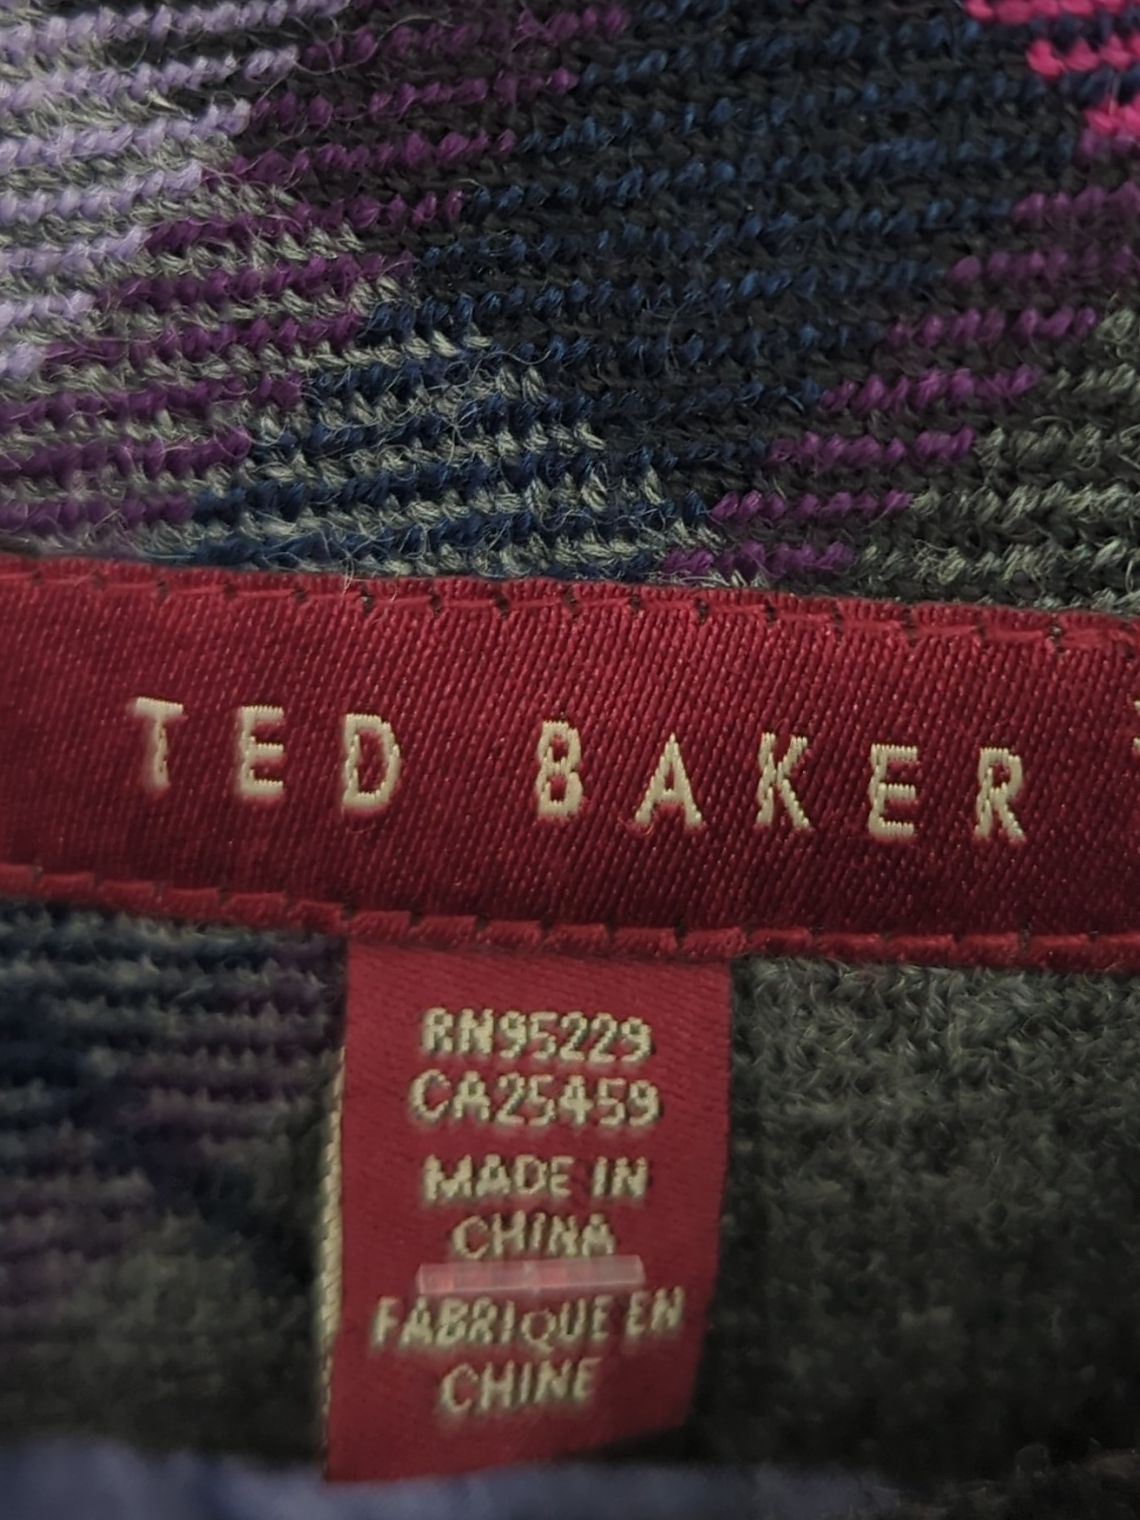 TED BAKER
RN95229
CA25459
MADE IN
CHINA
FABRIQUE EN
CHINE